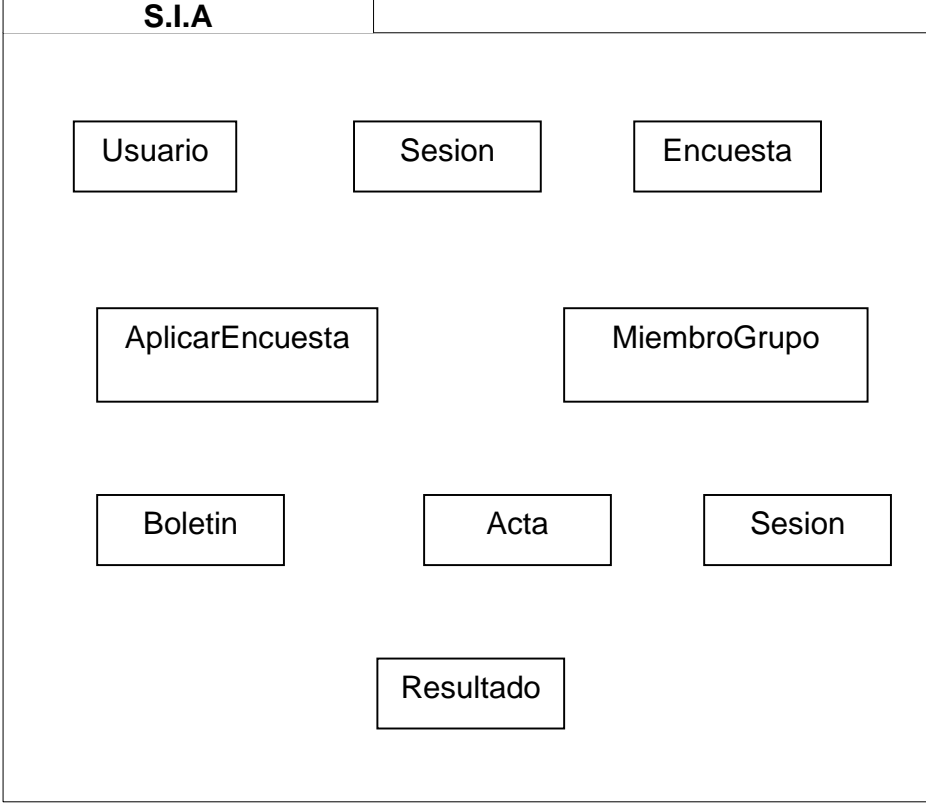 S.I.A
Usuario
Sesion
Encuesta
AplicarEncuesta
MiembroGrupo
Boletin
Acta
Sesion
Resultado